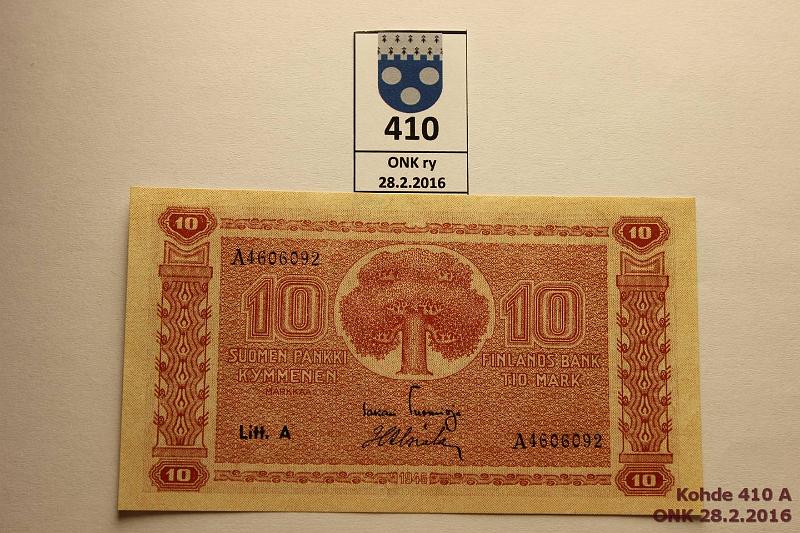 410
ONK ry
28.2.2016
10 10
A4606092
10 10
SUOMEN PANKKI FINLANDS BANK
KYMMENEN TIO MARK
MARKKAA
Litt. A
A4606092
10 1945 10
Kohde 410 A
ONK 28.2.2016